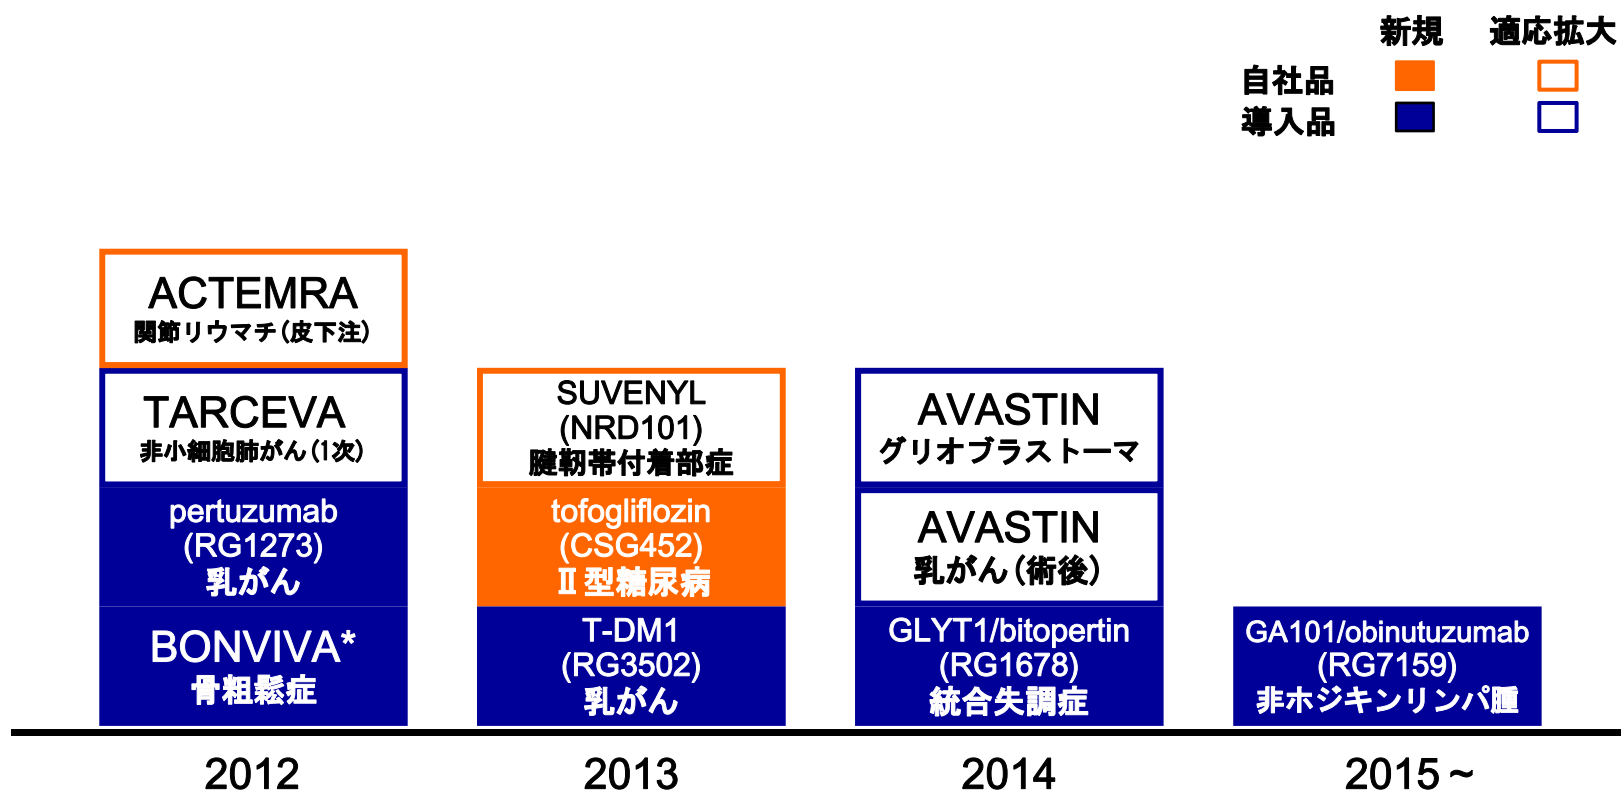 新規 適応拡大
自社品
導入品
ACTEMRA
関節リウマチ(皮下注)
TARCEVA
非小細胞肺がん(1次)
pertuzumab
(RG1273)
乳がん
BONVIVA*
骨粗鬆症
SUVENYL
(NRD101)
腱靭帯付着部症
tofogliflozin
(CSG452)
Ⅱ型糖尿病
T-DM1
(RG3502)
乳がん
AVASTIN
グリオブラストーマ
AVASTIN
乳がん(術後)
GLYT1/bitopertin
(RG1678)
統合失調症
GA101/obinutuzumab
(RG7159)
非ホジキンリンパ腫
2012 2013 2014 2015~